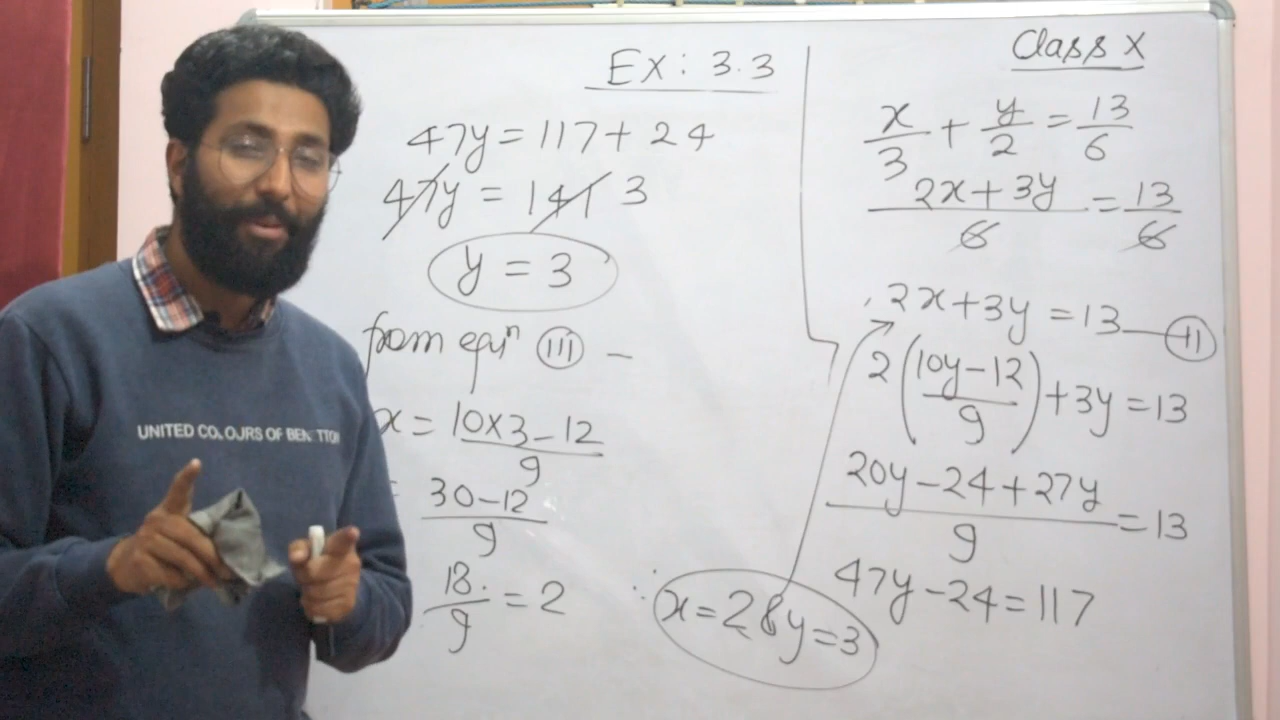 Class X
Ex: 3.3
x/3 + y/2 = 13/6
(2x+3y)/6 = 13/6
2x+3y = 13 — (II)
2((10y-12)/9) + 3y = 13
(20y-24+27y)/9 = 13
47y-24 = 117
47y = 117 + 24
47y = 141 3
y = 3
from eqn (III) —
x = (10x3-12)/9
= (30-12)/9
18/9 = 2
∴ x=2 & y=3
UNITED COLOURS OF BENETTON